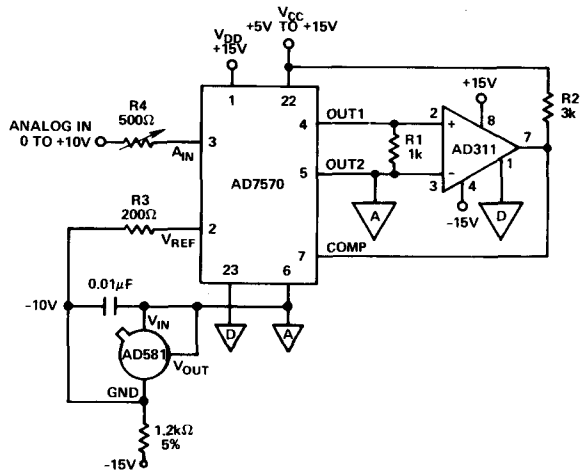 VCC
+5V TO +15V
VDD
+15V
R4
500Ω
ANALOG IN
0 TO +10V
AIN
3
1
22
4
OUT1
R1
1k
5
OUT2
AD7570
R3
200Ω
VREF
2
7
COMP
23
6
D
A
+15V
2
+
8
AD311
7
1
−
3
4
-15V
A
D
R2
3k
0.01μF
-10V
VIN
AD581
VOUT
GND
1.2kΩ
5%
-15V